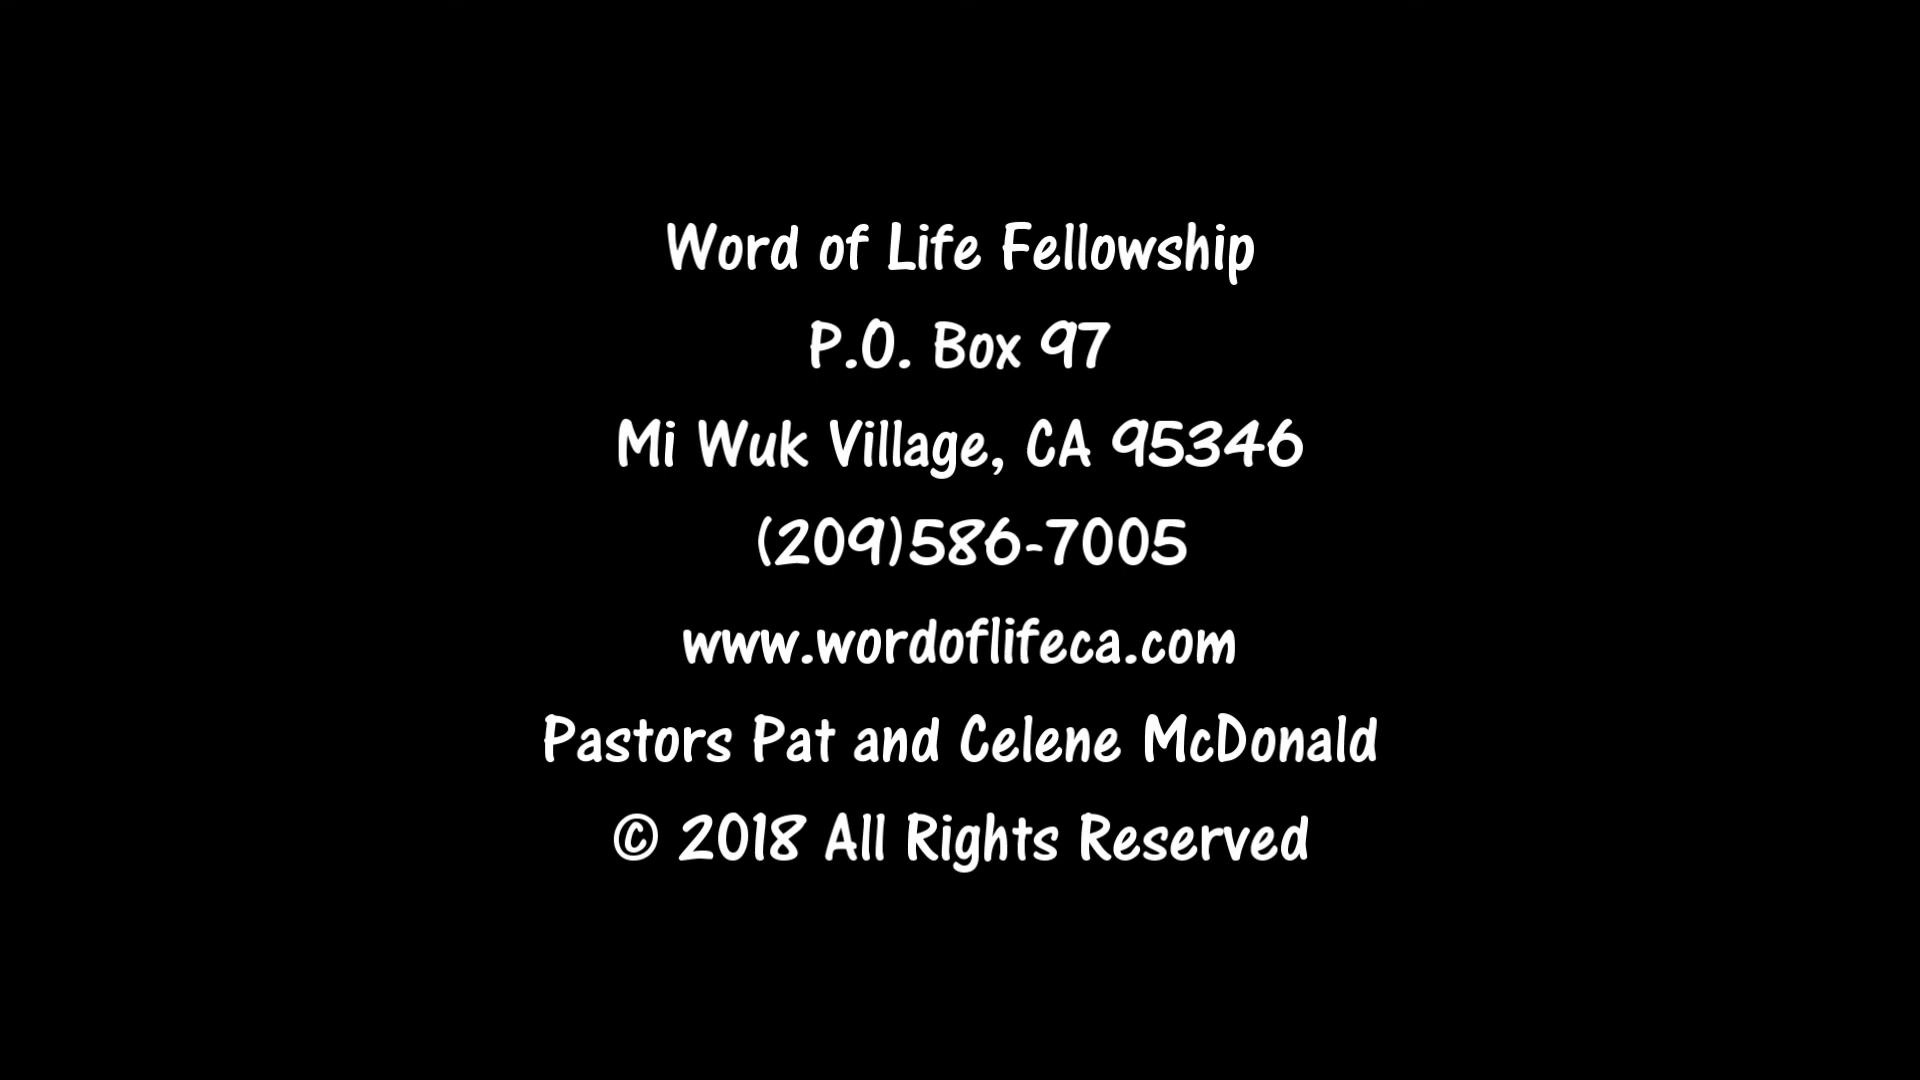 Word of Life Fellowship
P.O. Box 97
Mi Wuk Village, CA 95346
(209)586-7005
www.wordoflifeca.com
Pastors Pat and Celene McDonald
© 2018 All Rights Reserved